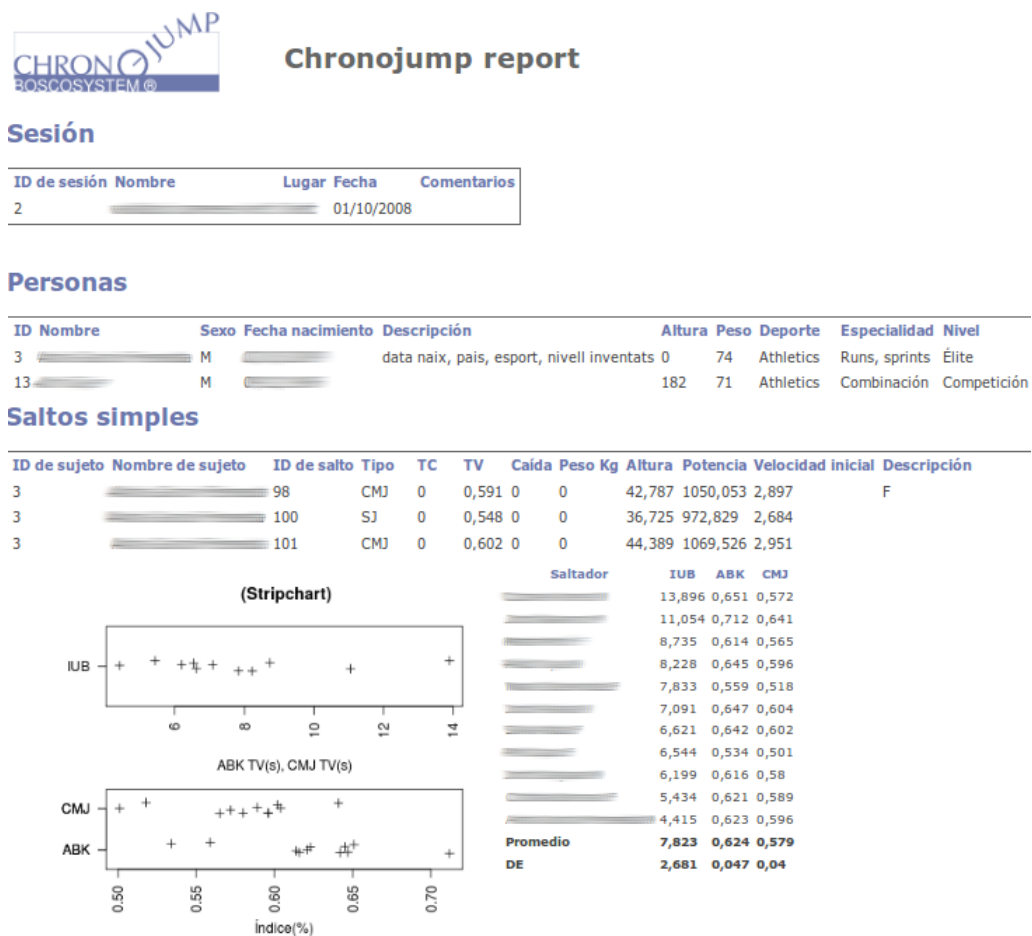 CHRONOJUMP
BOSCOSYSTEM ®
Chronojump report
Sesión
ID de sesión Nombre Lugar Fecha Comentarios
2 01/10/2008
Personas
ID Nombre Sexo Fecha nacimiento Descripción Altura Peso Deporte Especialidad Nivel
3 M data naix, pais, esport, nivell inventats 0 74 Athletics Runs, sprints Élite
13 M 182 71 Athletics Combinación Competición
Saltos simples
ID de sujeto Nombre de sujeto ID de salto Tipo TC TV Caída Peso Kg Altura Potencia Velocidad inicial Descripción
3 98 CMJ 0 0,591 0 0 42,787 1050,053 2,897 F
3 100 SJ 0 0,548 0 0 36,725 972,829 2,684
3 101 CMJ 0 0,602 0 0 44,389 1069,526 2,951
(Stripchart)
IUB
6 8 10 12 14
ABK TV(s), CMJ TV(s)
CMJ
ABK
0.50 0.55 0.60 0.65 0.70
Índice(%)
Saltador IUB ABK CMJ
13,896 0,651 0,572
11,054 0,712 0,641
8,735 0,614 0,565
8,228 0,645 0,596
7,833 0,559 0,518
7,091 0,647 0,604
6,621 0,642 0,602
6,544 0,534 0,501
6,199 0,616 0,58
5,434 0,621 0,589
4,415 0,623 0,596
Promedio 7,823 0,624 0,579
DE 2,681 0,047 0,04